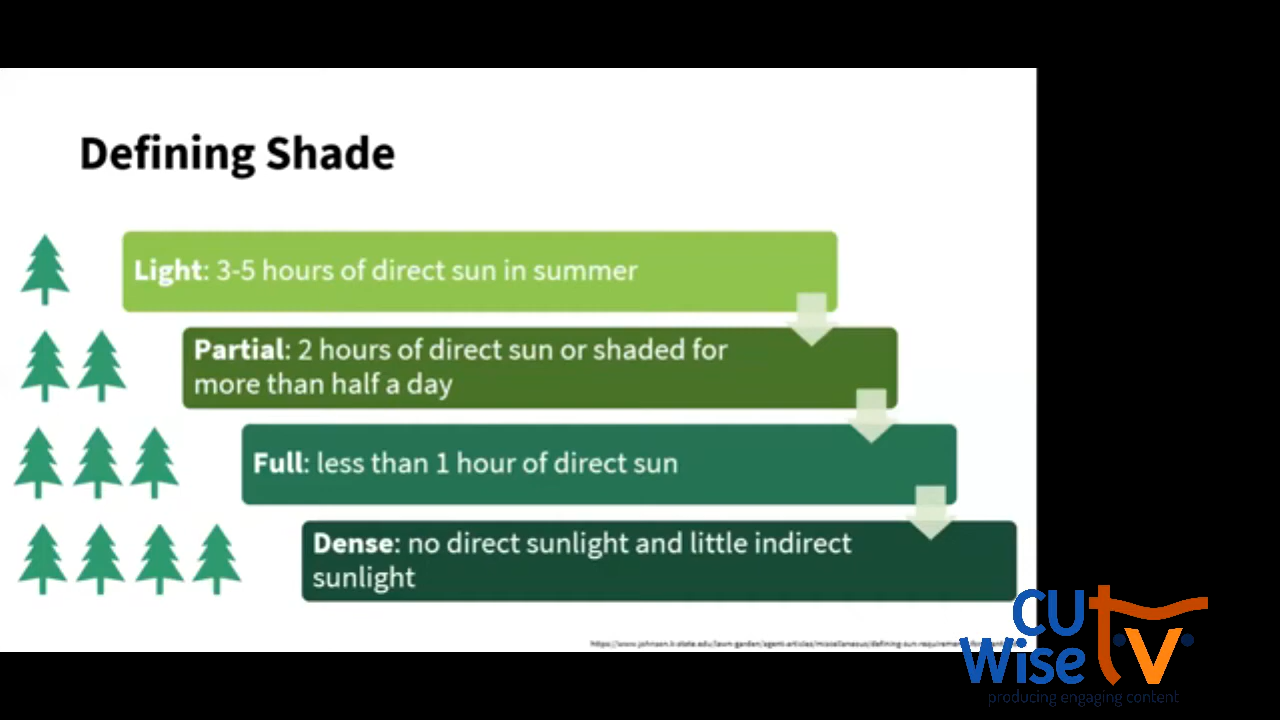 Defining Shade
Light: 3-5 hours of direct sun in summer
Partial: 2 hours of direct sun or shaded for
more than half a day
Full: less than 1 hour of direct sun
Dense: no direct sunlight and little indirect
sunlight
CU
Wise
tv
producing engaging content